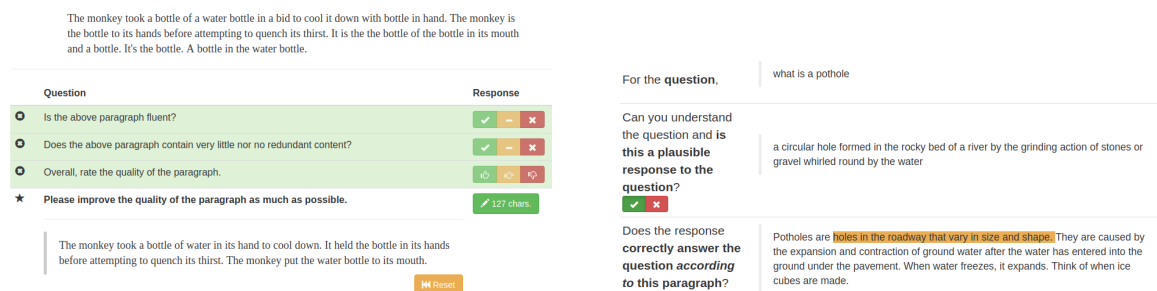 The monkey took a bottle of a water bottle in a bid to cool it down with bottle in hand. The monkey is
the bottle to its hands before attempting to quench its thirst. It is the the bottle of the bottle in its mouth
and a bottle. It's the bottle. A bottle in the water bottle.
Question Response
Is the above paragraph fluent?
Does the above paragraph contain very little nor no redundant content?
Overall, rate the quality of the paragraph.
Please improve the quality of the paragraph as much as possible. 127 chars.
The monkey took a bottle of water in its hand to cool down. It held the bottle in its hands
before attempting to quench its thirst. The monkey put the water bottle to its mouth.
Reset
For the question,
what is a pothole
Can you understand
the question and is
this a plausible
response to the
question?
a circular hole formed in the rocky bed of a river by the grinding action of stones or
gravel whirled round by the water
Does the response
correctly answer the
question according
to this paragraph?
Potholes are holes in the roadway that vary in size and shape. They are caused by
the expansion and contraction of ground water after the water has entered into the
ground under the pavement. When water freezes, it expands. Think of when ice
cubes are made.